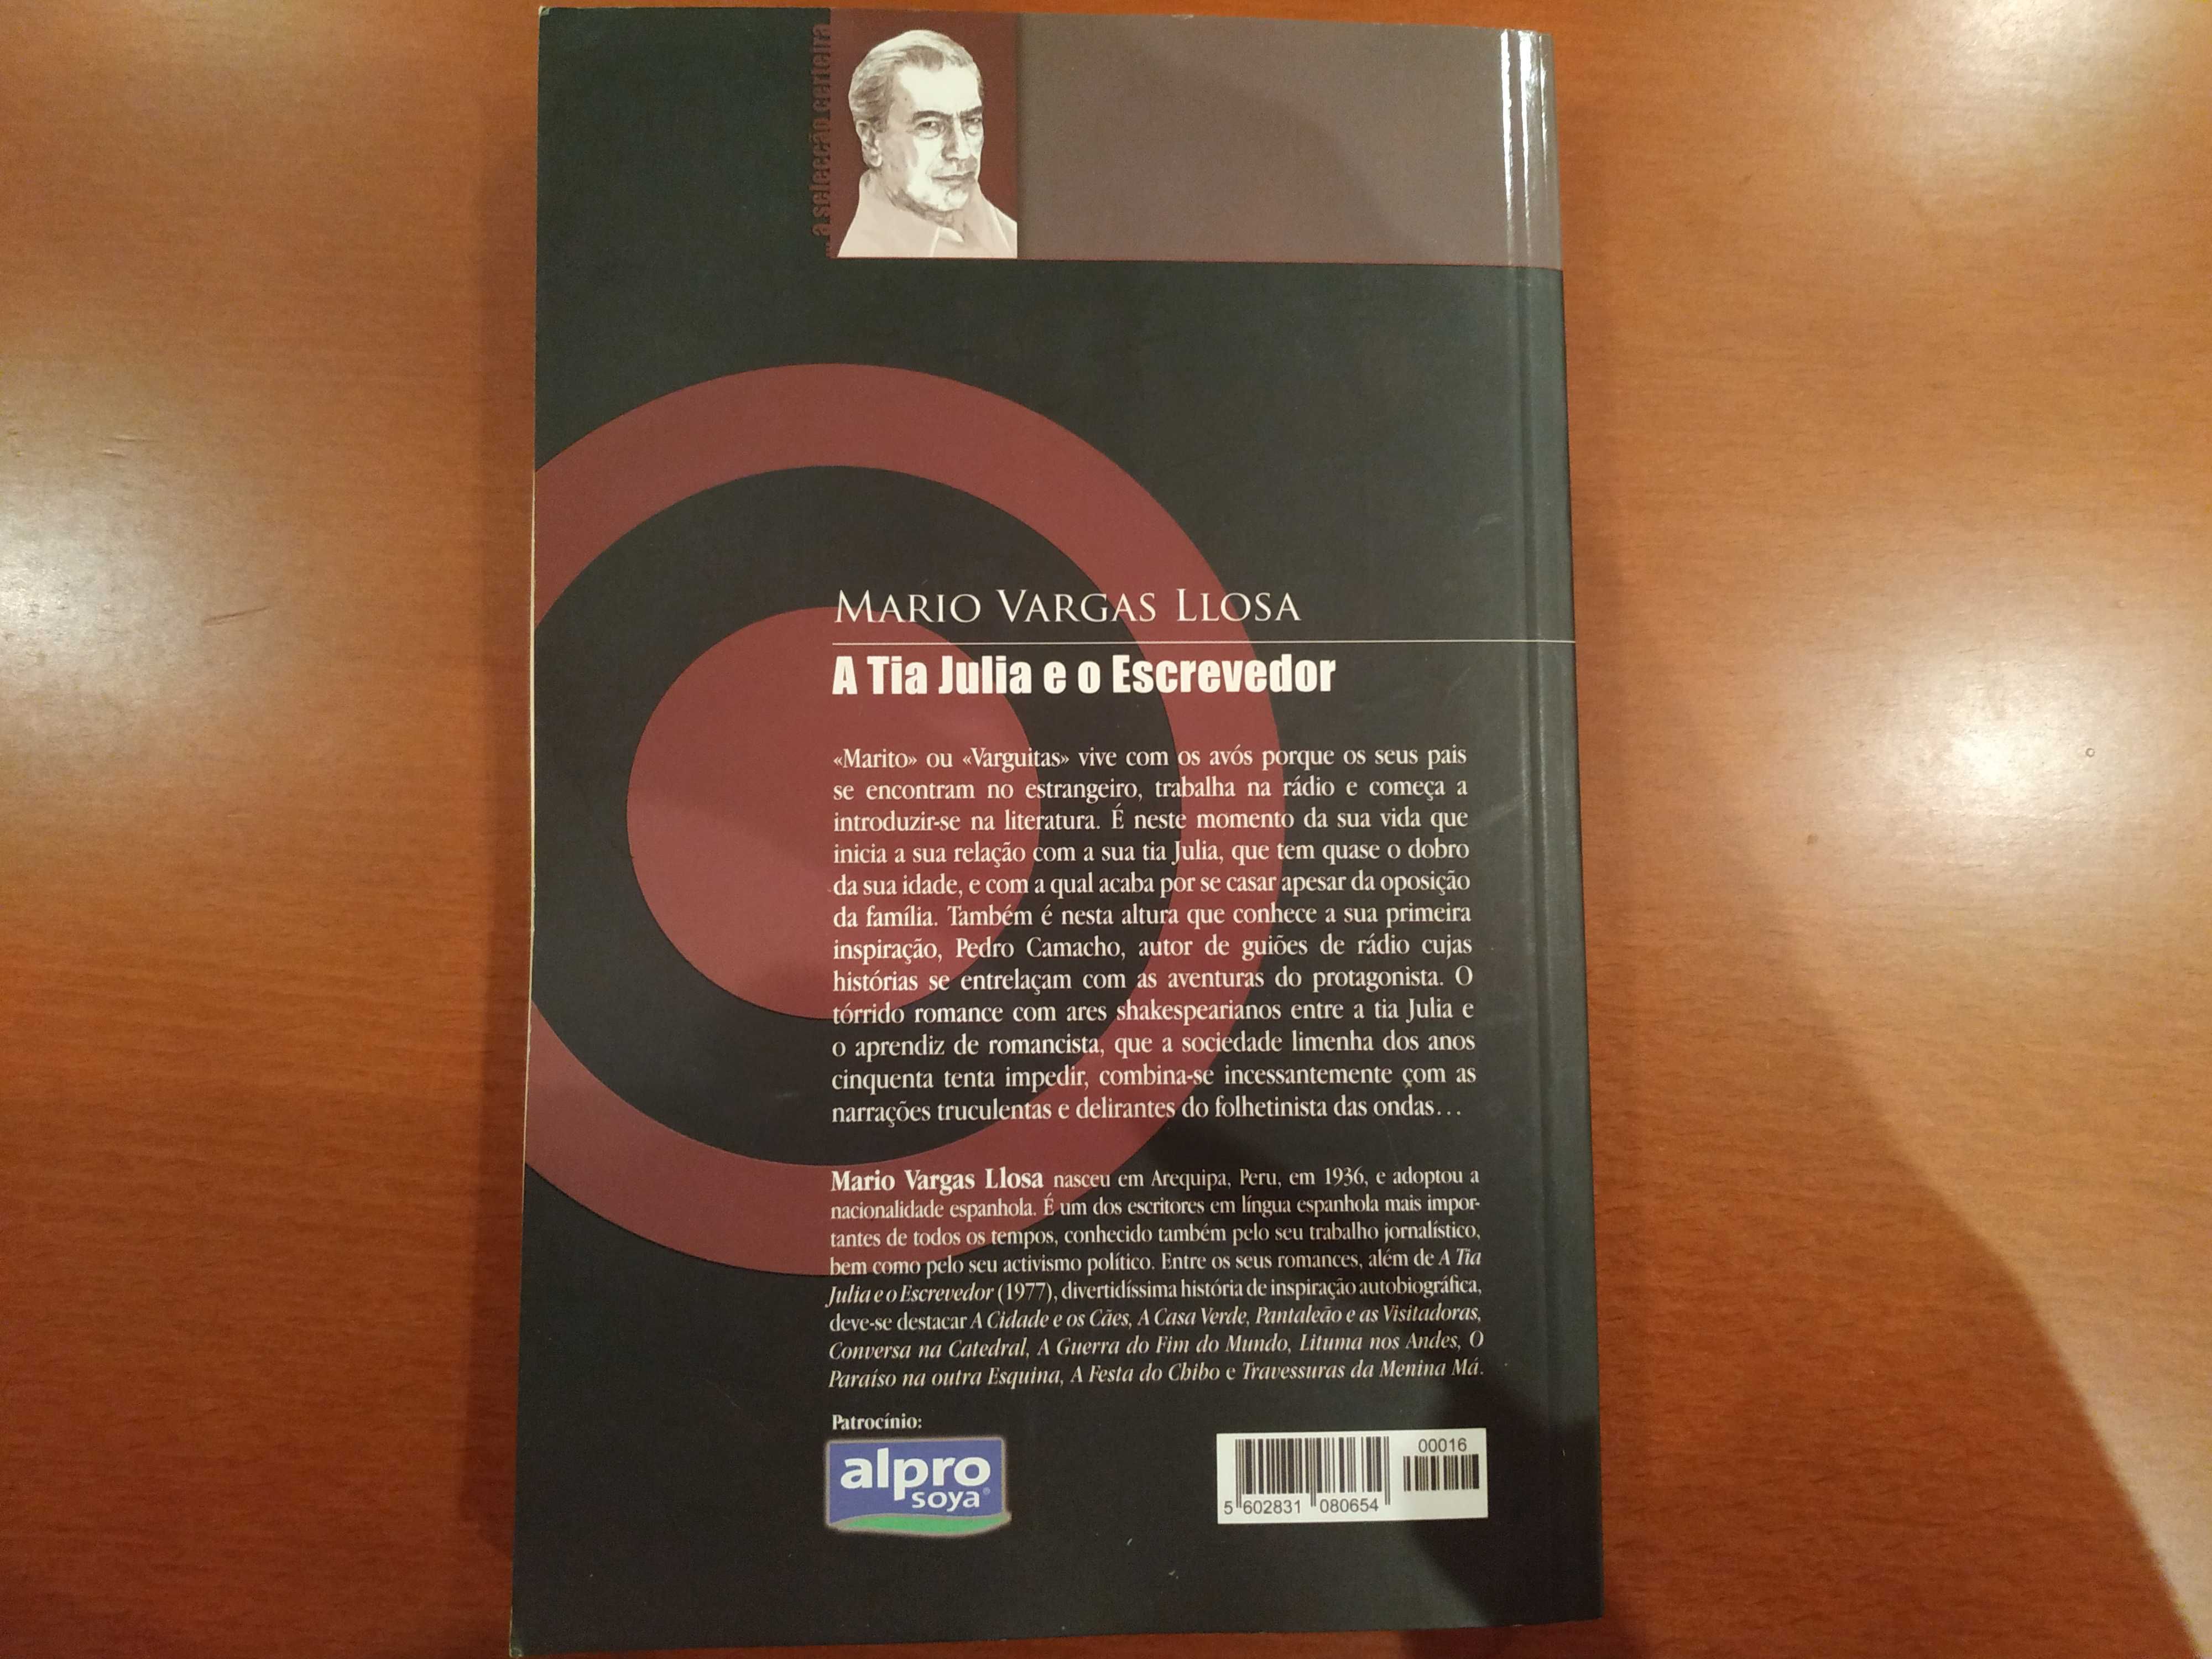 ... a selecção certeira
MARIO VARGAS LLOSA
A Tia Julia e o Escrevedor
«Marito» ou «Varguitas» vive com os avós porque os seus pais
se encontram no estrangeiro, trabalha na rádio e começa a
introduzir-se na literatura. É neste momento da sua vida que
inicia a sua relação com a sua tia Julia, que tem quase o dobro
da sua idade, e com a qual acaba por se casar apesar da oposição
da família. Também é nesta altura que conhece a sua primeira
inspiração, Pedro Camacho, autor de guiões de rádio cujas
histórias se entrelaçam com as aventuras do protagonista. O
tórrido romance com ares shakespearianos entre a tia Julia e
o aprendiz de romancista, que a sociedade limenha dos anos
cinquenta tenta impedir, combina-se incessantemente com as
narrações truculentas e delirantes do folhetinista das ondas...
Mario Vargas Llosa nasceu em Arequipa, Peru, em 1936, e adoptou a
nacionalidade espanhola. É um dos escritores em língua espanhola mais impor-
tantes de todos os tempos, conhecido também pelo seu trabalho jornalístico,
bem como pelo seu activismo político. Entre os seus romances, além de A Tia
Julia e o Escrevedor (1977), divertidíssima história de inspiração autobiográfica,
deve-se destacar A Cidade e os Cães, A Casa Verde, Pantaleão e as Visitadoras,
Conversa na Catedral, A Guerra do Fim do Mundo, Lituma nos Andes, O
Paraíso na outra Esquina, A Festa do Chibo e Travessuras da Menina Má.
Patrocínio:
alpro
soya®
00016
5 602831 080654